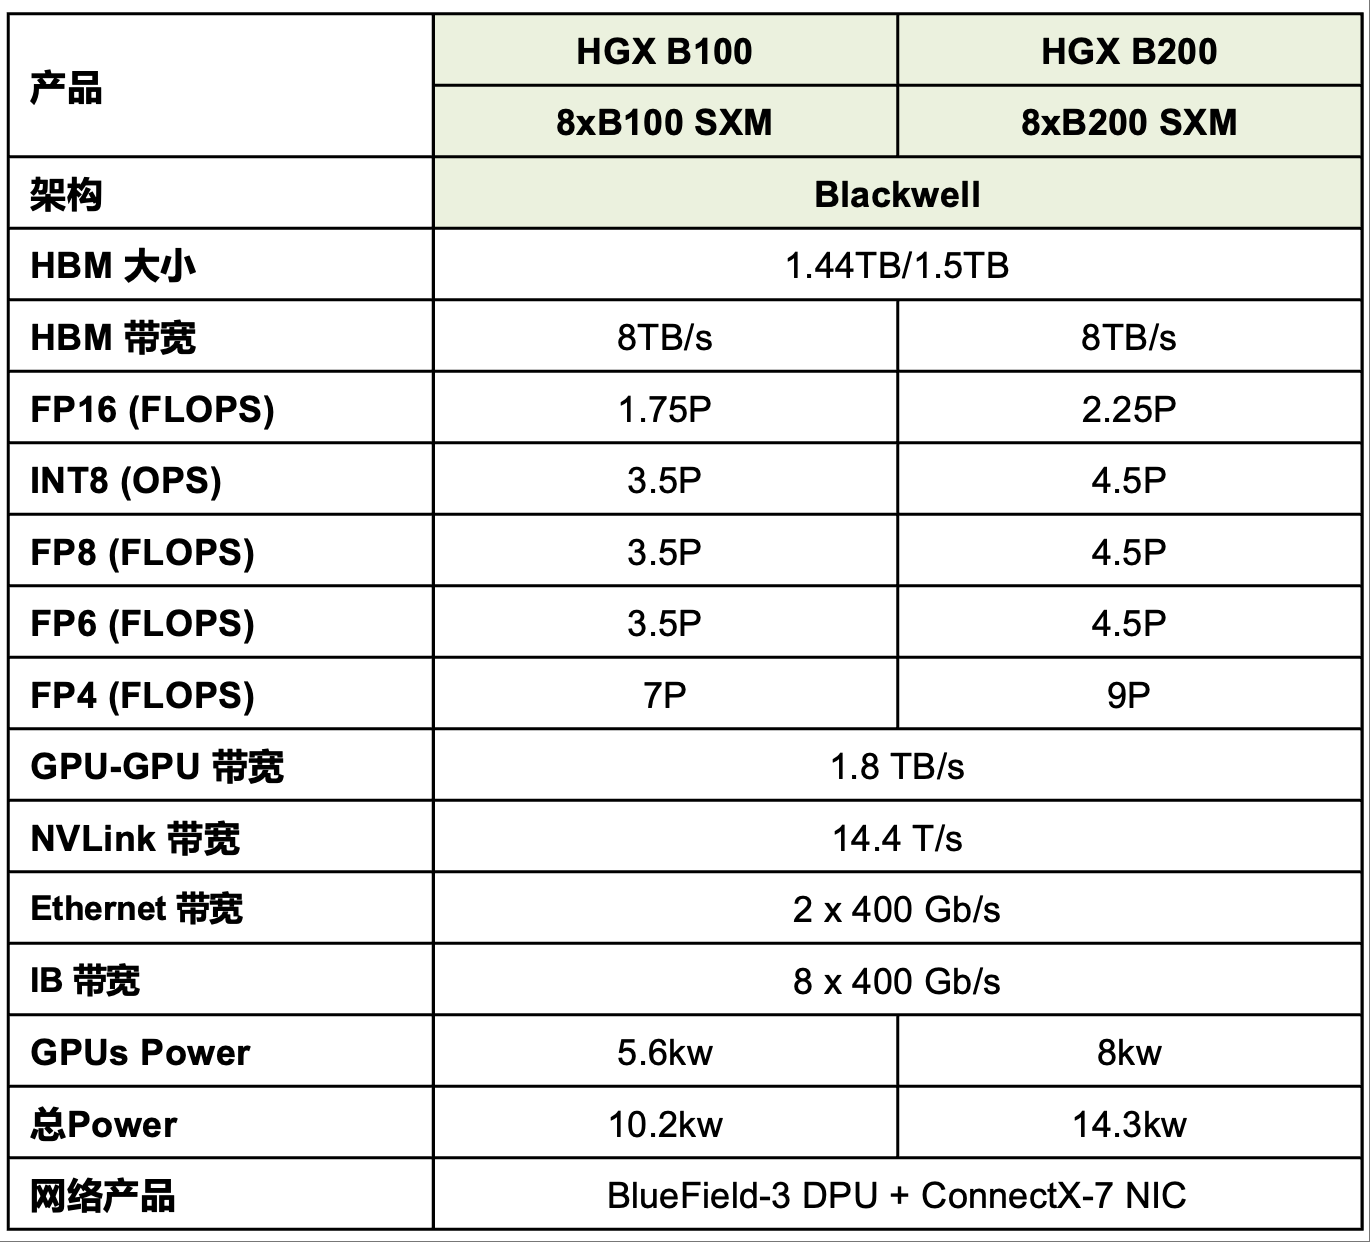 产品
HGX B100
HGX B200
8xB100 SXM
8xB200 SXM
架构
Blackwell
HBM 大小
1.44TB/1.5TB
HBM 带宽
8TB/s
8TB/s
FP16 (FLOPS)
1.75P
2.25P
INT8 (OPS)
3.5P
4.5P
FP8 (FLOPS)
3.5P
4.5P
FP6 (FLOPS)
3.5P
4.5P
FP4 (FLOPS)
7P
9P
GPU-GPU 带宽
1.8 TB/s
NVLink 带宽
14.4 T/s
Ethernet 带宽
2 x 400 Gb/s
IB 带宽
8 x 400 Gb/s
GPUs Power
5.6kw
8kw
总Power
10.2kw
14.3kw
网络产品
BlueField-3 DPU + ConnectX-7 NIC